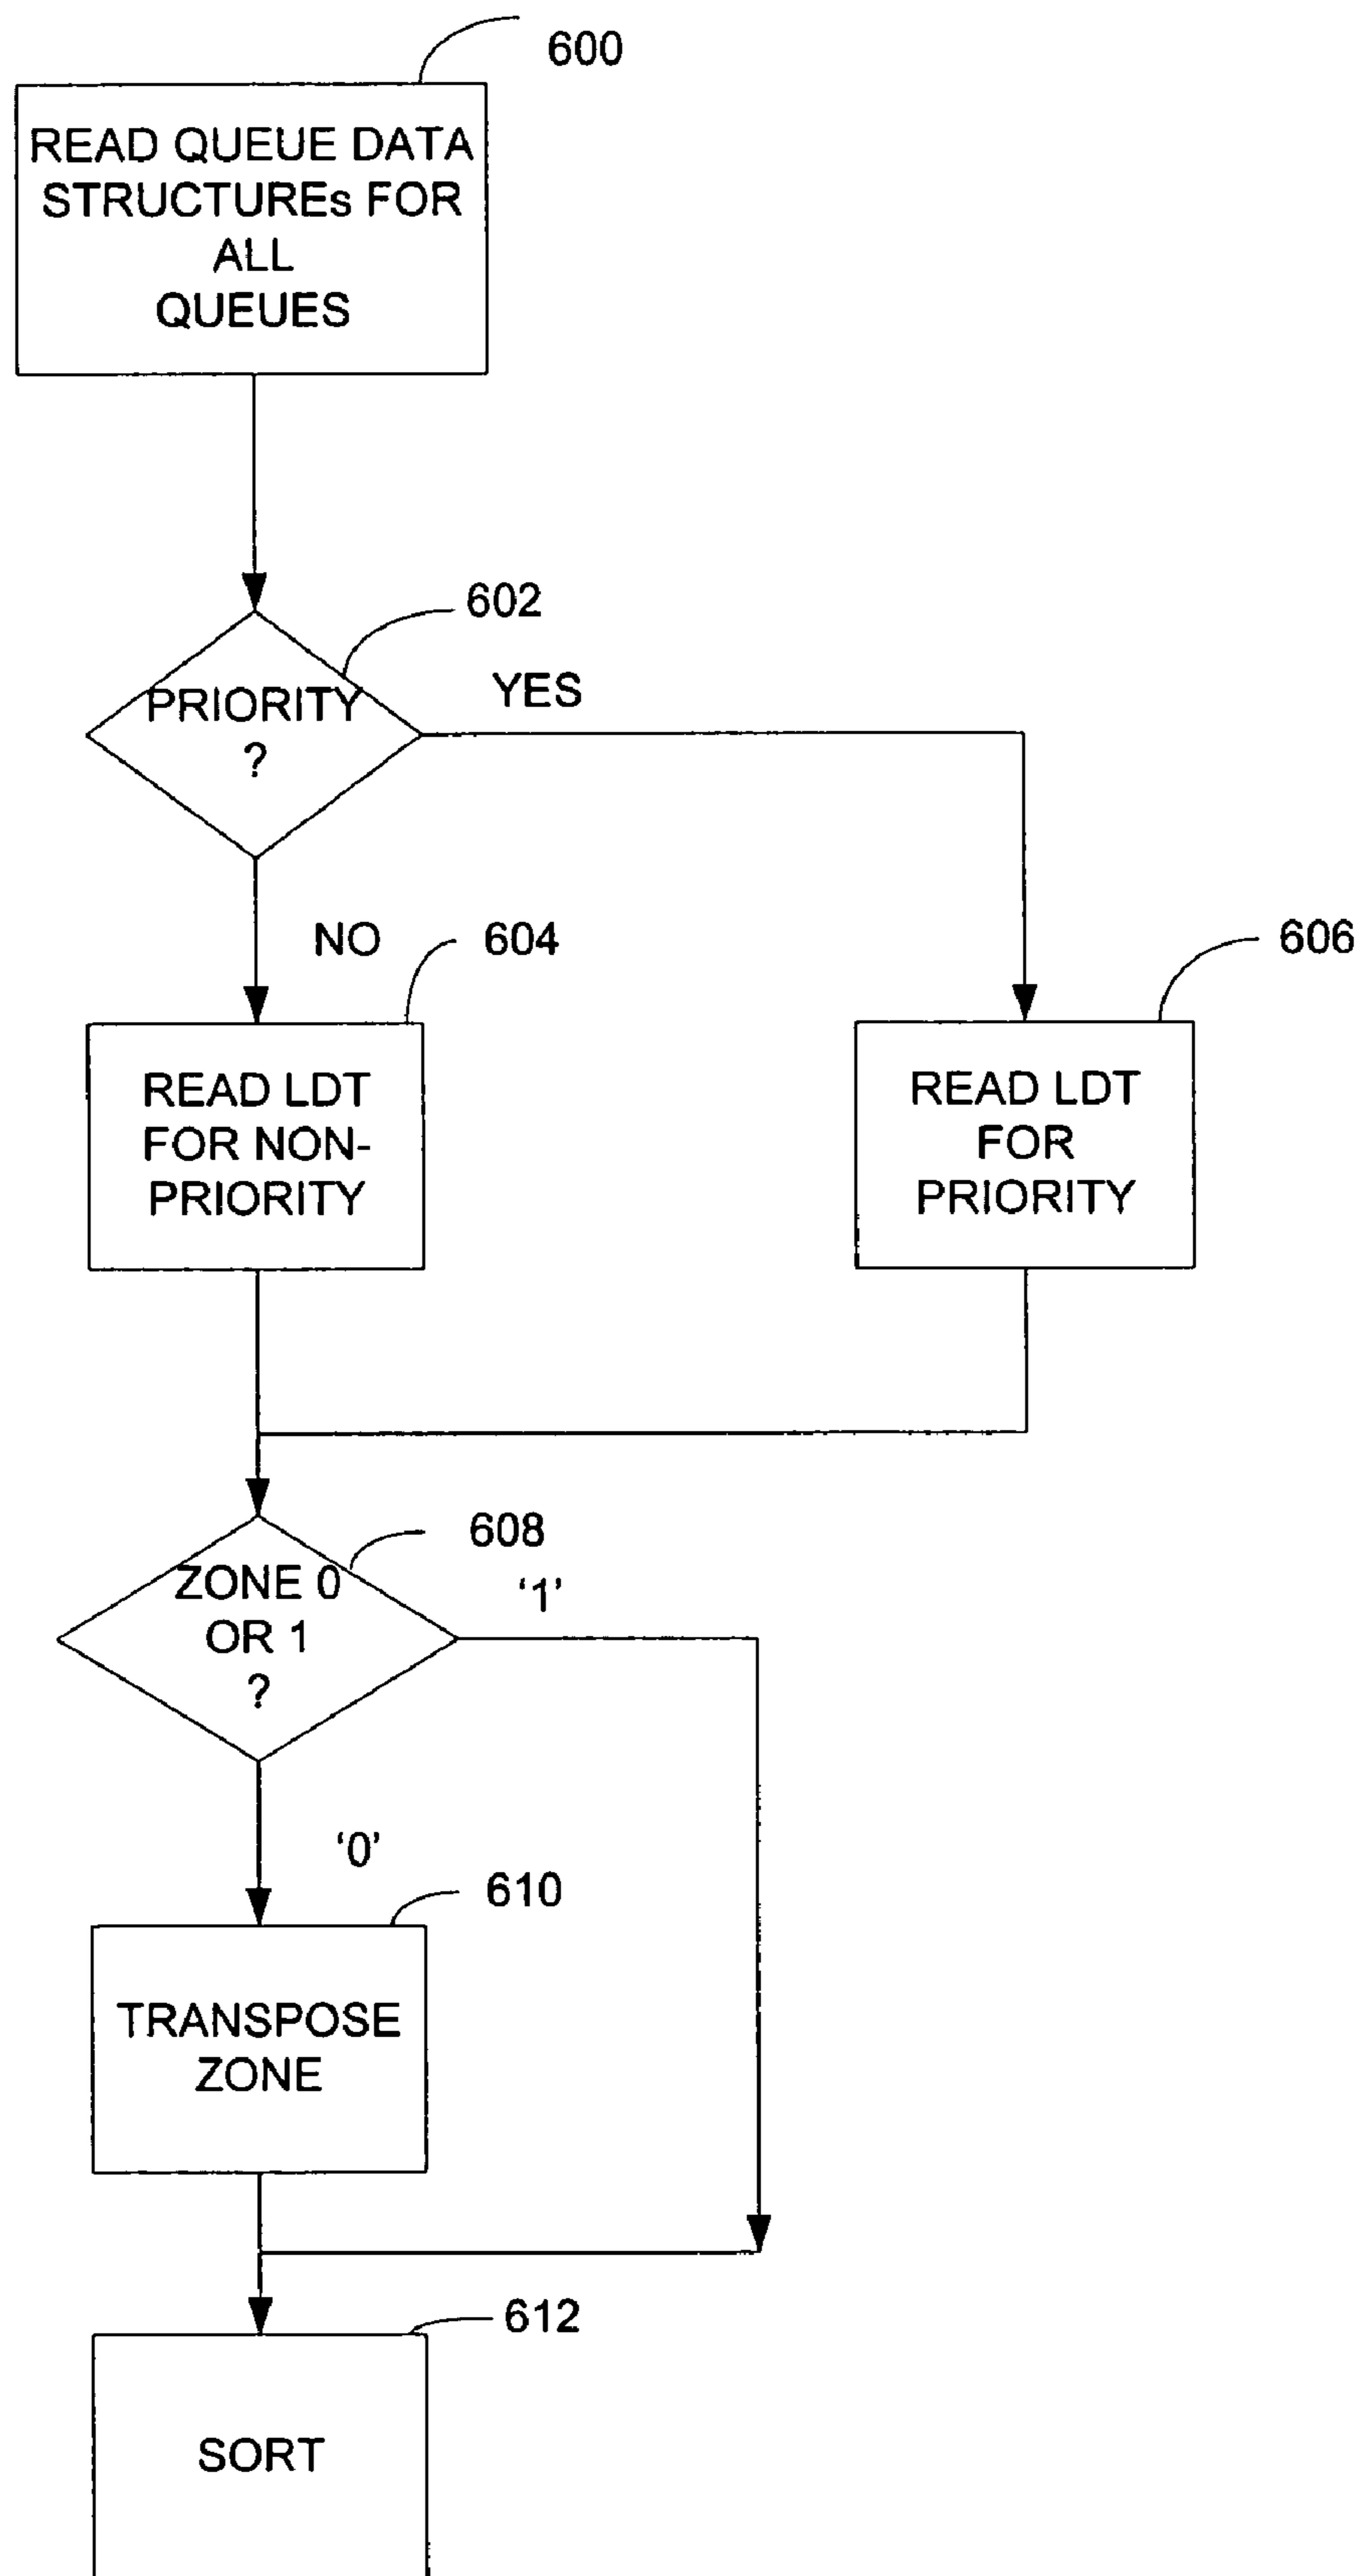 600
READ QUEUE DATA
STRUCTUREs FOR
ALL
QUEUES
602
PRIORITY
?
YES
NO
604
606
READ LDT
FOR NON-
PRIORITY
READ LDT
FOR
PRIORITY
608
ZONE 0
OR 1
?
‘1’
‘0’
610
TRANSPOSE
ZONE
612
SORT